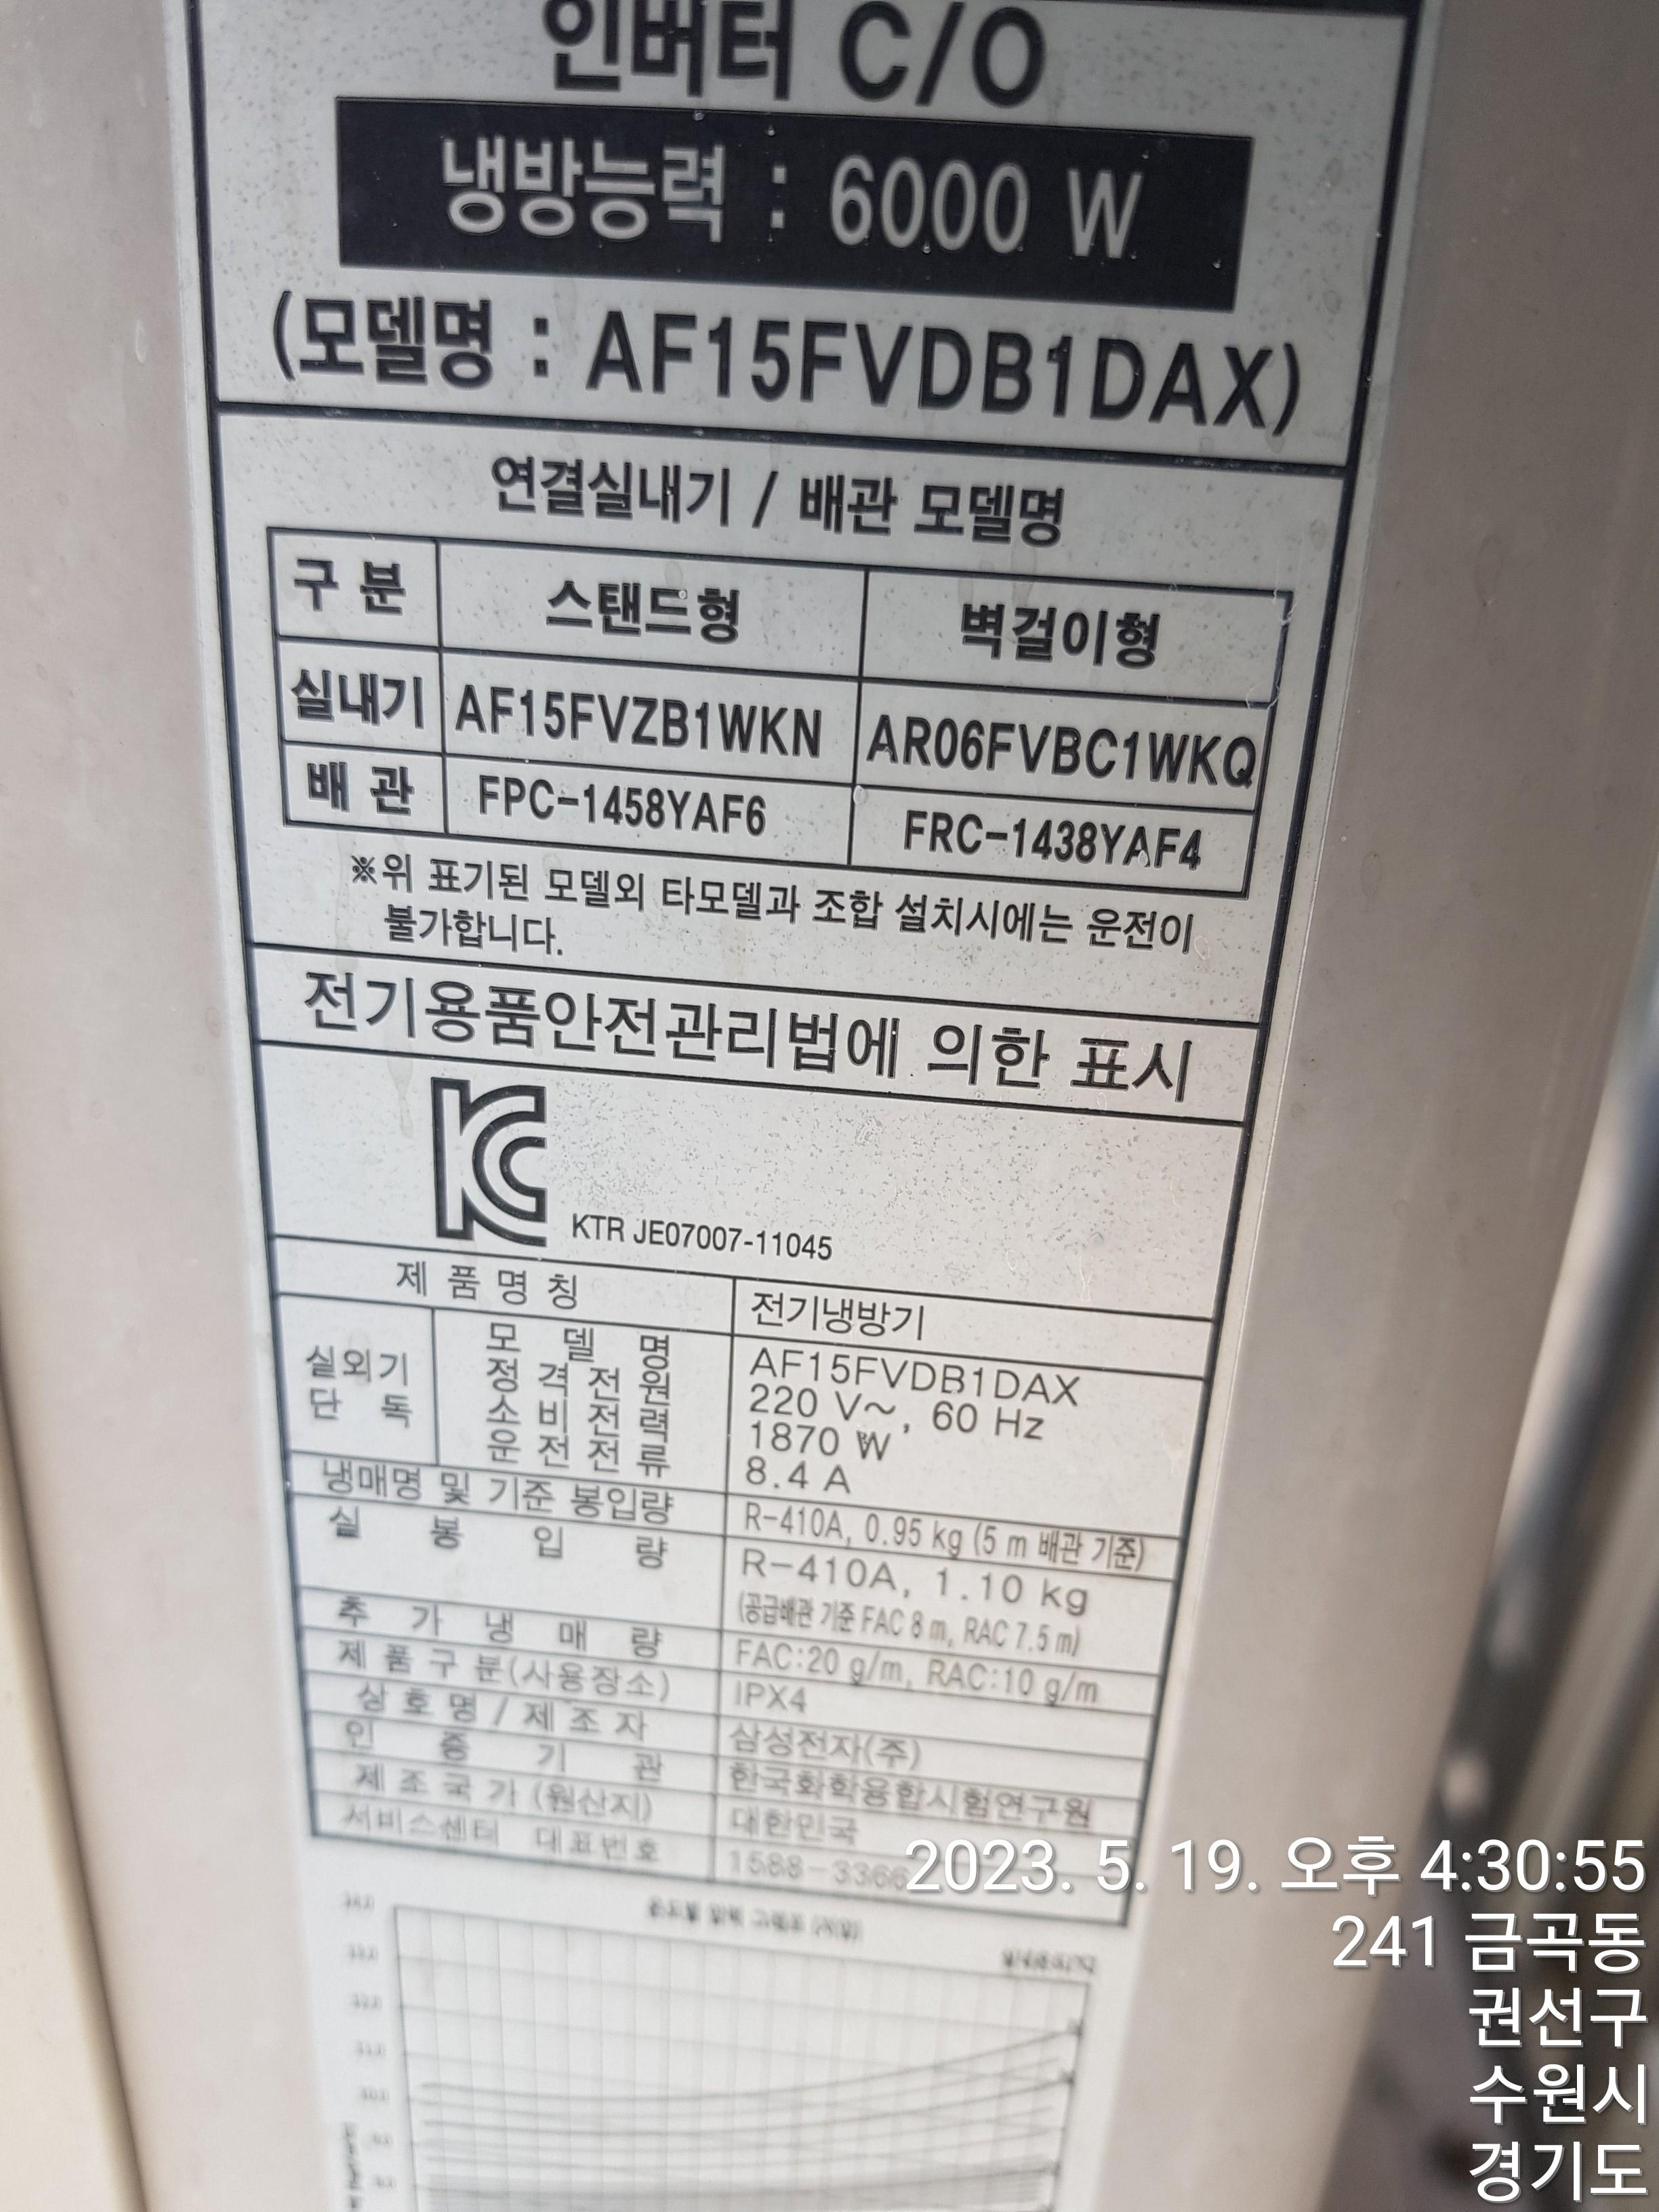 인버터 C/O
냉방능력 : 6000 W
(모델명 : AF15FVDB1DAX)
연결실내기 / 배관 모델명
구 분 스탠드형 벽걸이형
실내기 AF15FVZB1WKN AR06FVBC1WKQ
배 관 FPC-1458YAF6 FRC-1438YAF4
※위 표기된 모델외 타모델과 조합 설치시에는 운전이
불가합니다.
전기용품안전관리법에 의한 표시
KC
KTR JE07007-11045
제 품 명 칭 전기냉방기
실외기 단 독
모 델 명 AF15FVDB1DAX
정 격 전 원 220 V~, 60 Hz
소 비 전 력 1870 W
운 전 전 류 8.4 A
냉매명 및 기준 봉입량 R-410A, 0.95 kg (5 m 배관 기준)
실 봉 입 량 R-410A, 1.10 kg
(공급배관 기준 FAC 8 m, RAC 7.5 m)
추 가 냉 매 량 FAC:20 g/m, RAC:10 g/m
제 품 구 분(사용장소) IPX4
상 호 명 / 제 조 자 삼성전자(주)
인 증 기 관 한국화학융합시험연구원
제 조 국 가 (원산지) 대한민국
서비스센터 대표번호 1588-3366
2023. 5. 19. 오후 4:30:55
241 금곡동
권선구
수원시
경기도